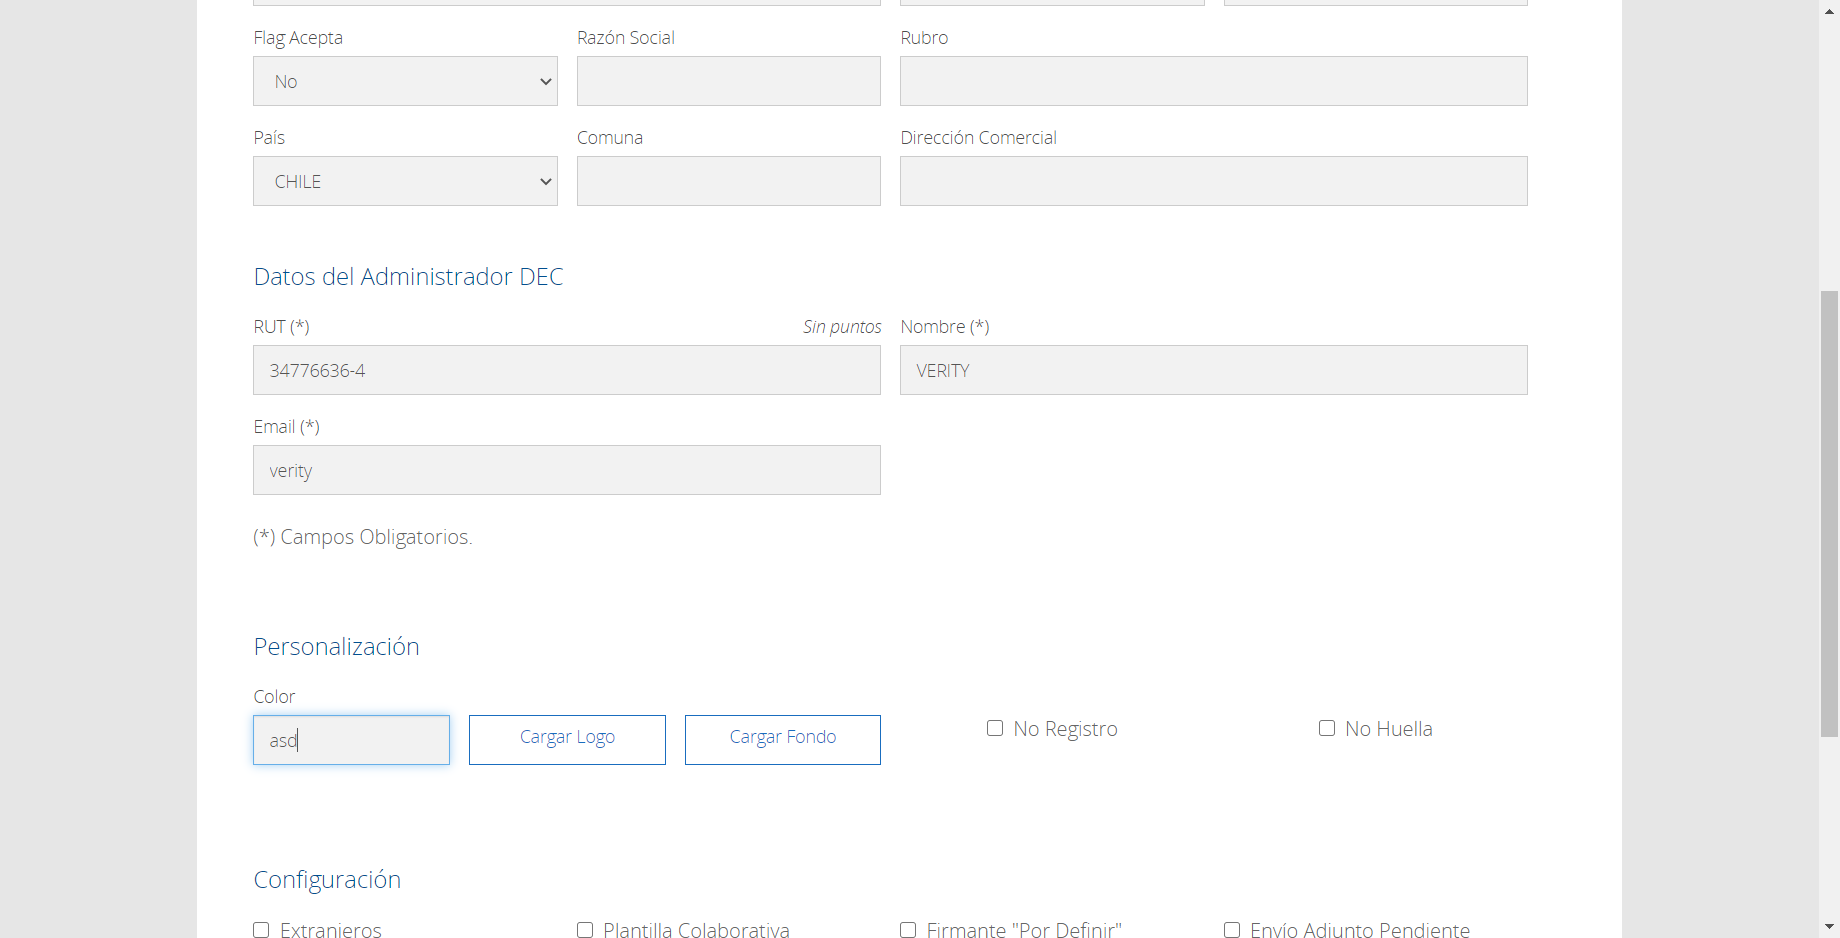 Flag Acepta Razón Social Rubro
No
País Comuna Dirección Comercial
CHILE
Datos del Administrador DEC
RUT (*) Sin puntos Nombre (*)
34776636-4 VERITY
Email (*)
verity
(*) Campos Obligatorios.
Personalización
Color
asd Cargar Logo Cargar Fondo No Registro No Huella
Configuración
Extranjeros Plantilla Colaborativa Firmante "Por Definir" Envío Adjunto Pendiente